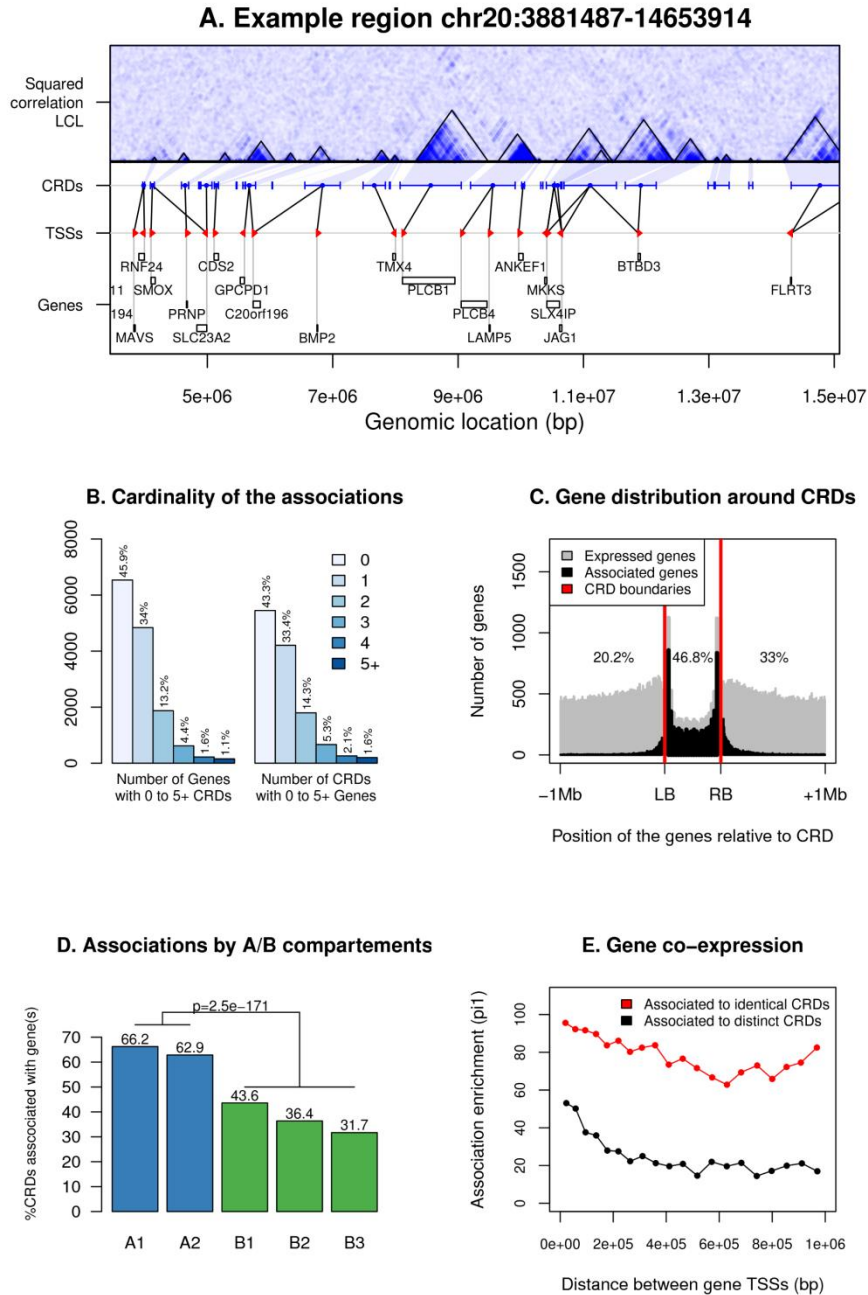 A. Example region chr20:3881487-14653914
Squared
correlation
LCL
CRDs
TSSs
Genes
RNF24
CDS2
TMX4
ANKEF1
BTBD3
11
SMOX
GPCPD1
PLCB1
MKKS
FLRT3
194
PRNP
C20orf196
PLCB4
SLX4IP
MAVS
SLC23A2
BMP2
LAMP5
JAG1
5e+06
7e+06
9e+06
1.1e+07
1.3e+07
1.5e+07
Genomic location (bp)
B. Cardinality of the associations
8000
6000
4000
2000
0
45.9%
34%
13.2%
4.4%
1.6%
1.1%
43.3%
33.4%
14.3%
5.3%
2.1%
1.6%
0
1
2
3
4
5+
Number of Genes
with 0 to 5+ CRDs
Number of CRDs
with 0 to 5+ Genes
C. Gene distribution around CRDs
Number of genes
1500
1000
500
0
Expressed genes
Associated genes
CRD boundaries
20.2%
46.8%
33%
−1Mb
LB
RB
+1Mb
Position of the genes relative to CRD
D. Associations by A/B compartements
%CRDs asscociated with gene(s)
70
60
50
40
30
20
10
0
p=2.5e−171
66.2
62.9
43.6
36.4
31.7
A1
A2
B1
B2
B3
E. Gene co-expression
Association enrichment (pi1)
100
80
60
40
20
0
Associated to identical CRDs
Associated to distinct CRDs
0e+00
2e+05
4e+05
6e+05
8e+05
1e+06
Distance between gene TSSs (bp)